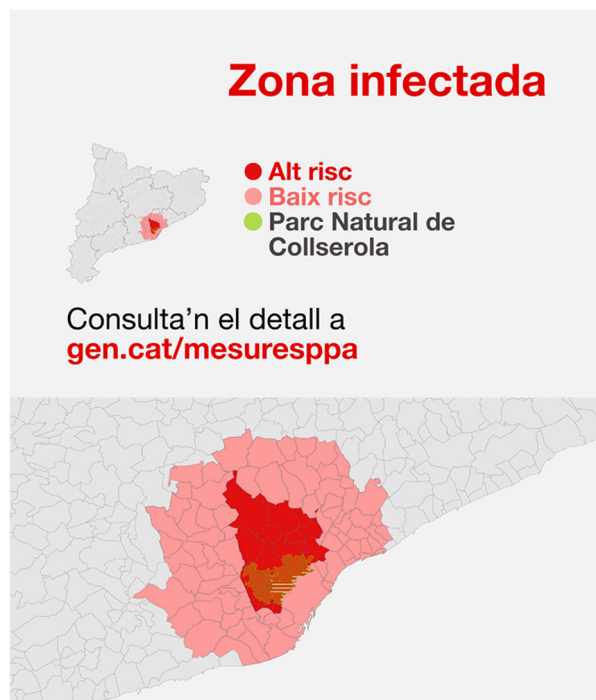 Zona infectada
Alt risc
Baix risc
Parc Natural de
Collserola
Consulta’n el detall a
gen.cat/mesuresppa